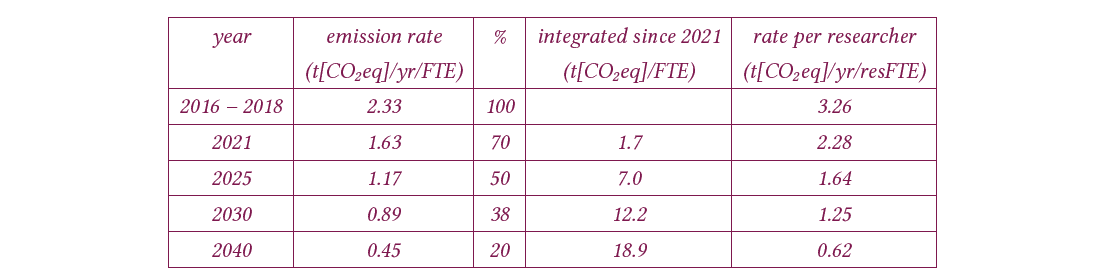 year emission rate % integrated since 2021 rate per researcher
(t[CO₂eq]/yr/FTE) (t[CO₂eq]/FTE) (t[CO₂eq]/yr/resFTE)
2016 – 2018 2.33 100 3.26
2021 1.63 70 1.7 2.28
2025 1.17 50 7.0 1.64
2030 0.89 38 12.2 1.25
2040 0.45 20 18.9 0.62